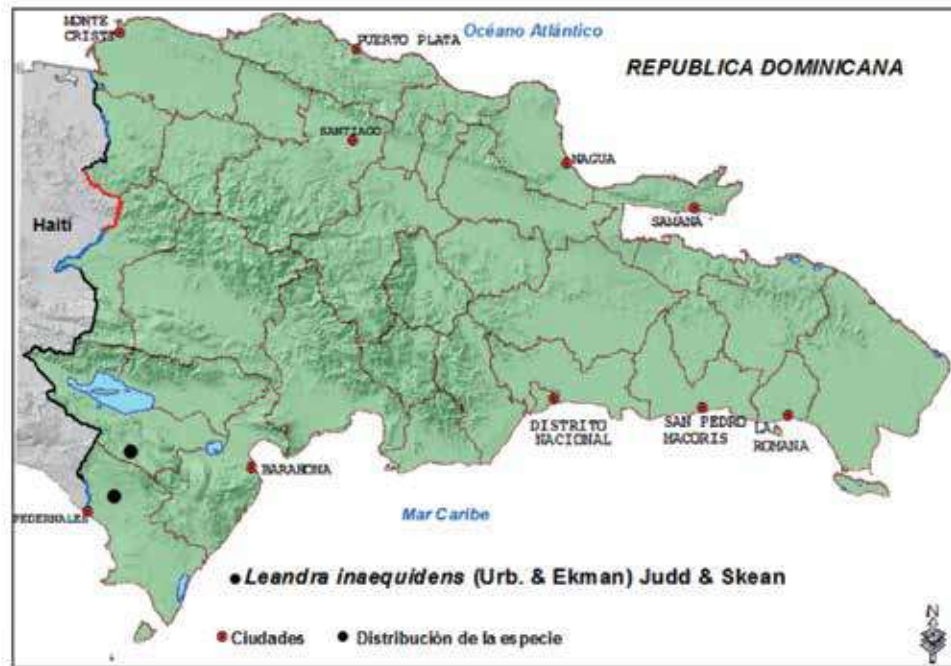 MONTE
CRISTI
PUERTO PLATA
Océano Atlántico
REPUBLICA DOMINICANA
SANTIAGO
NAGUA
SAMANA
Haití
DISTRITO
NACIONAL
SAN PEDRO
MACORIS
LA
ROMANA
BARAHONA
PEDERNALES
Mar Caribe
Leandra inaequidens (Urb. & Ekman) Judd & Skean
Ciudades
Distribución de la especie
N